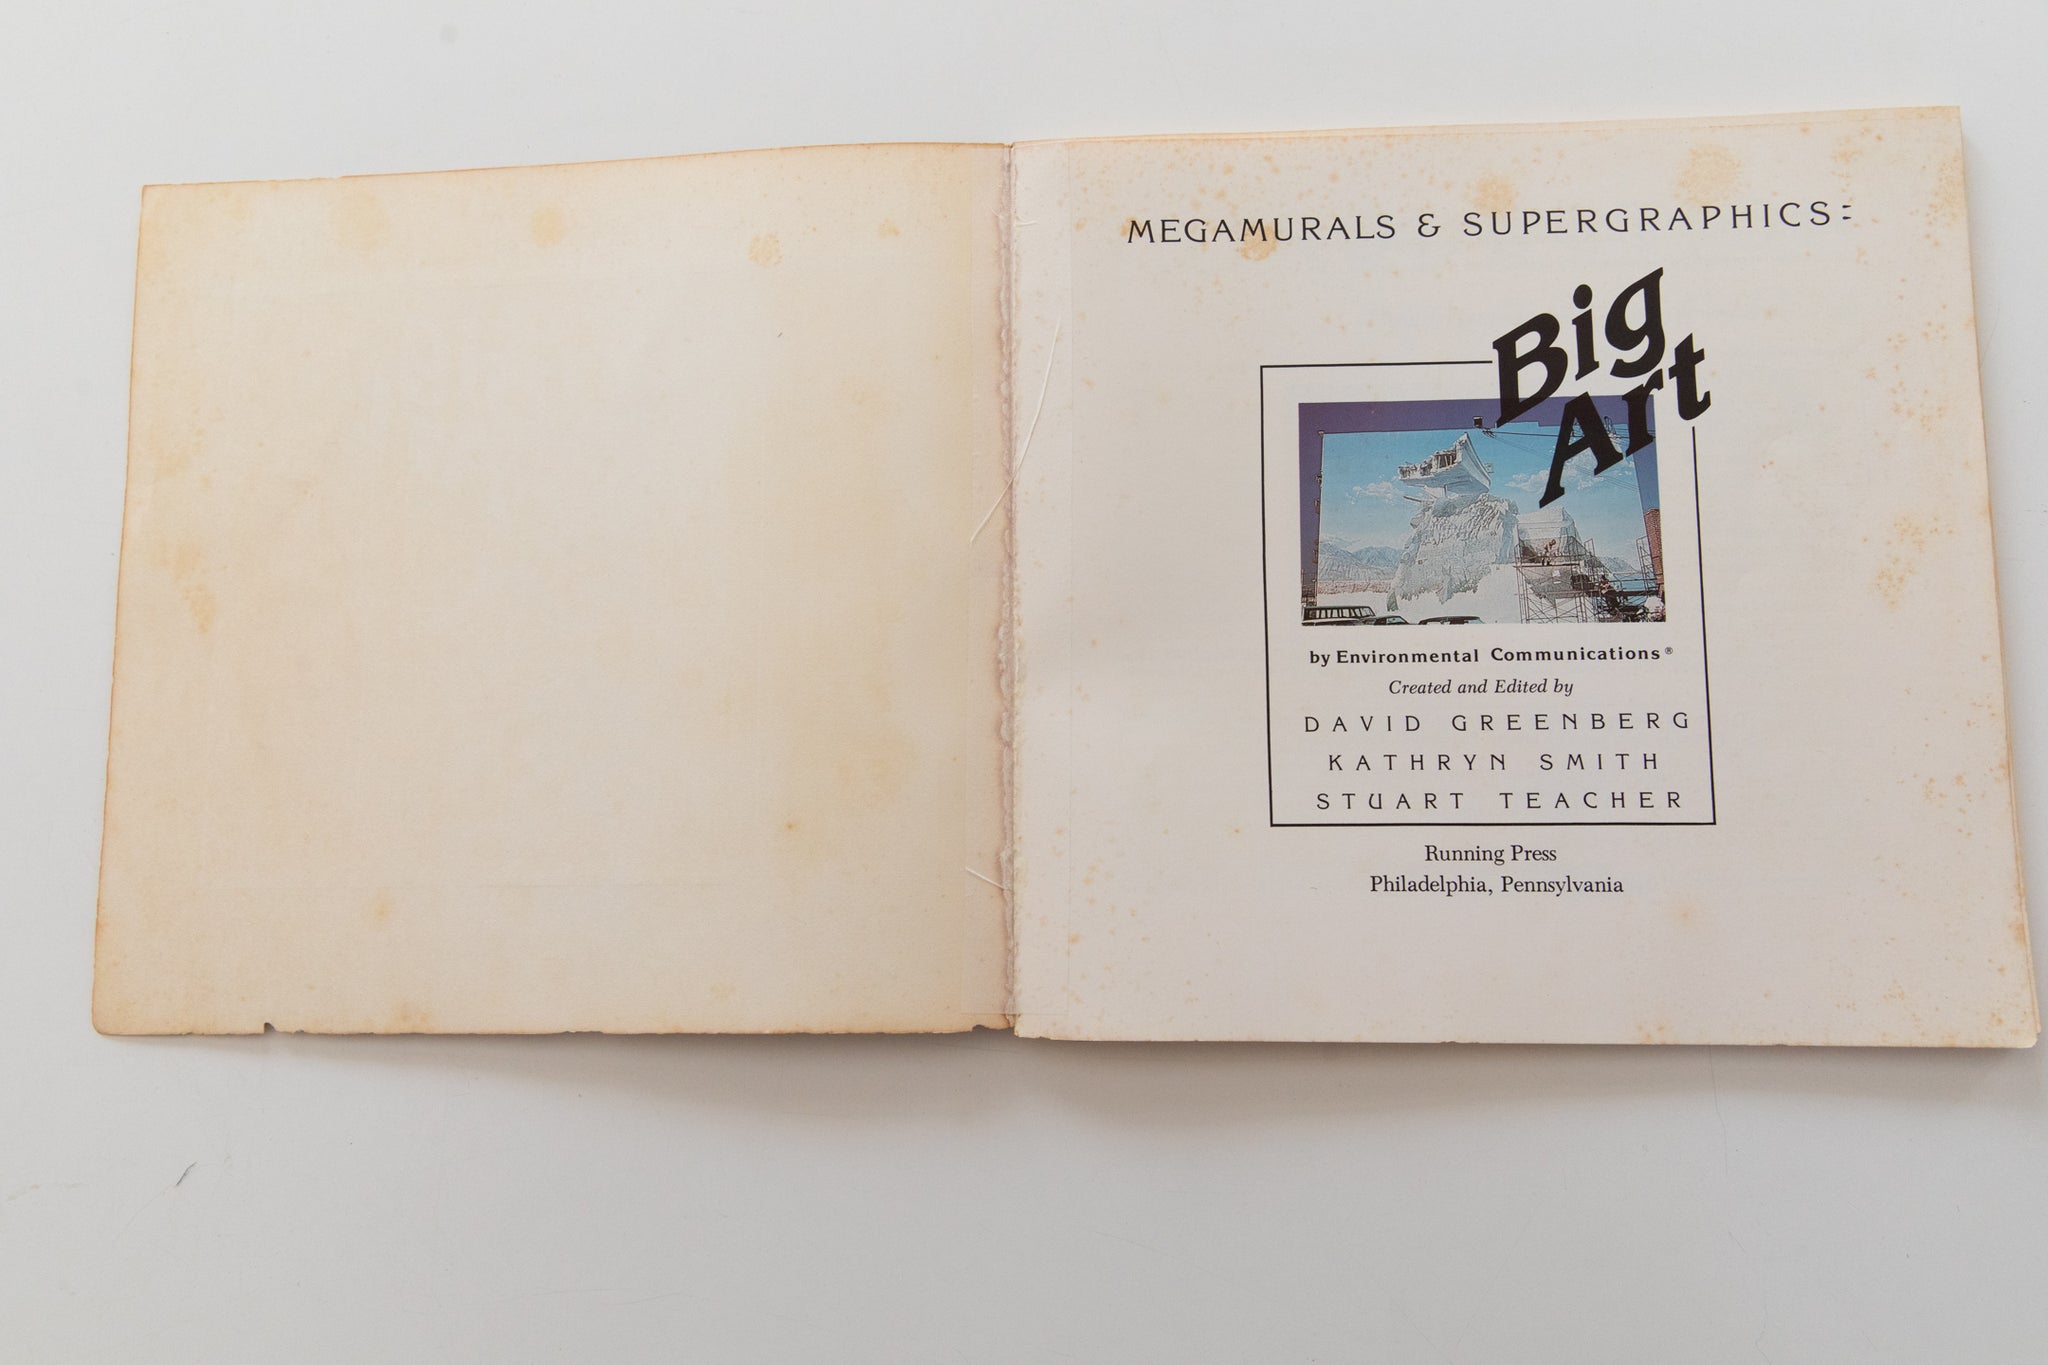 MEGAMURALS & SUPERGRAPHICS:
Big
Art
by Environmental Communications®
Created and Edited by
DAVID GREENBERG
KATHRYN SMITH
STUART TEACHER
Running Press
Philadelphia, Pennsylvania